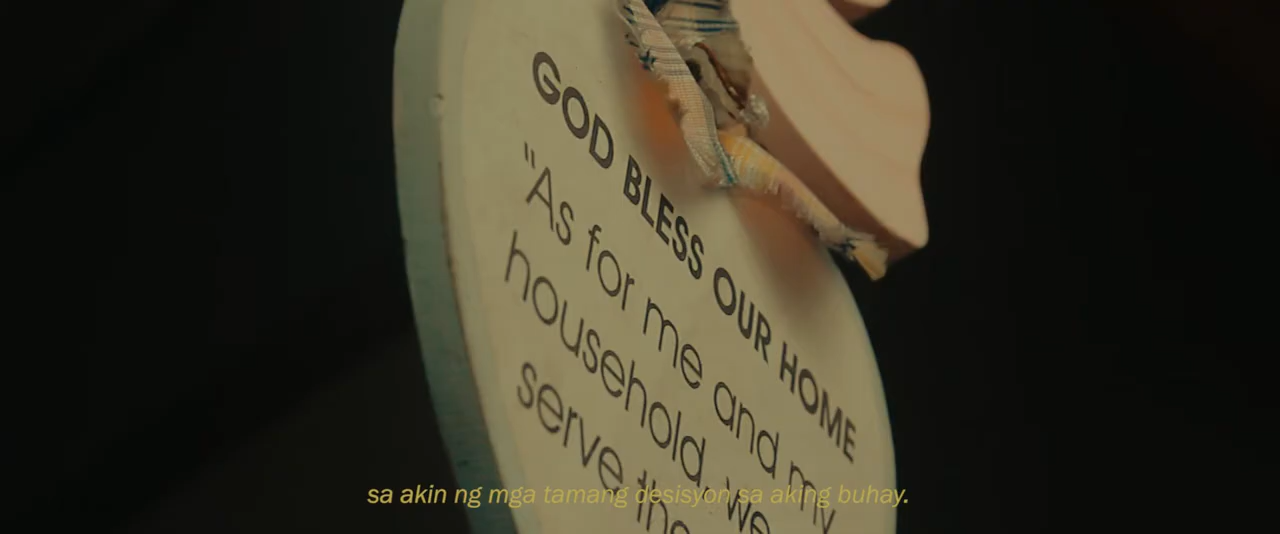 GOD BLESS OUR HOME
"As for me and my
household, we
serve the
sa akin ng mga tamang desisyon sa aking buhay.